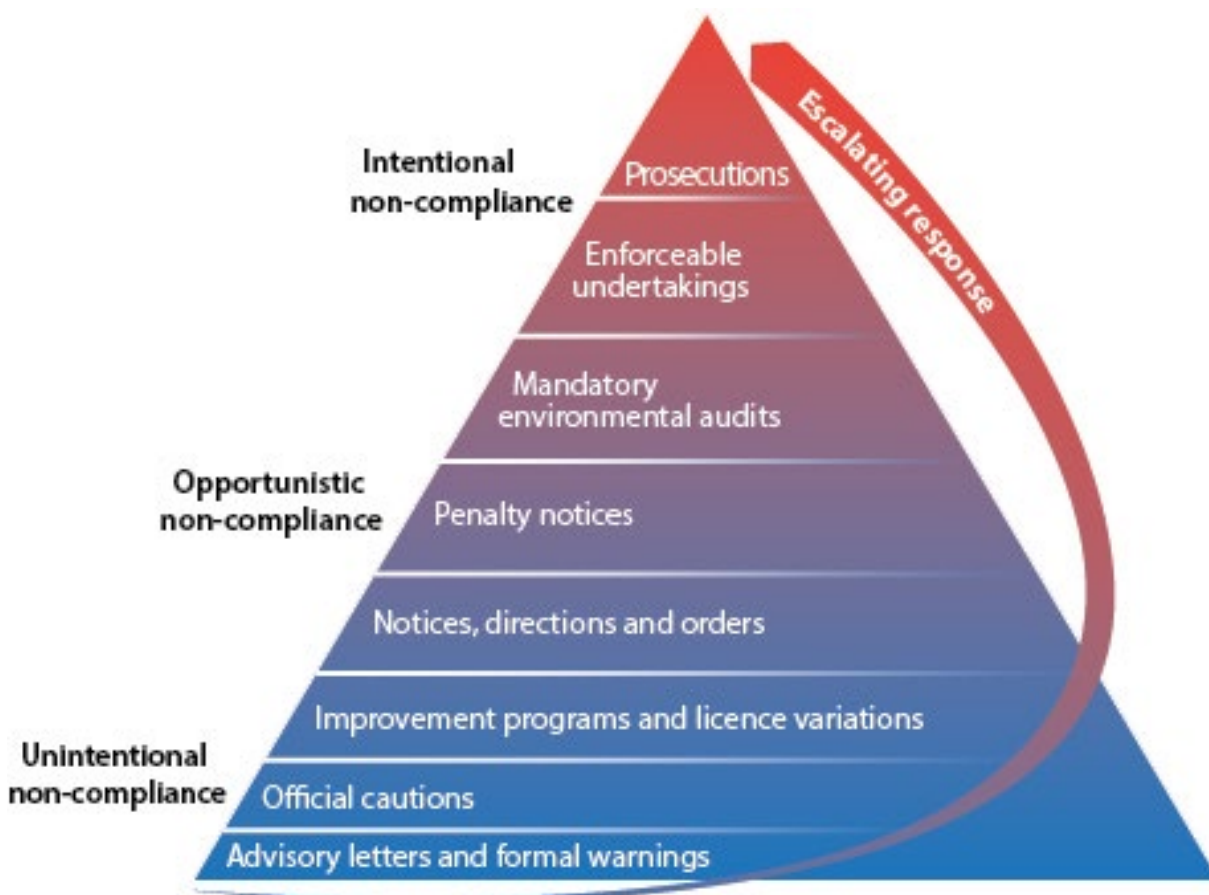 Escalating response
Intentional
non-compliance
Prosecutions
Enforceable
undertakings
Mandatory
environmental audits
Opportunistic
non-compliance
Penalty notices
Notices, directions and orders
Improvement programs and licence variations
Unintentional
non-compliance
Official cautions
Advisory letters and formal warnings